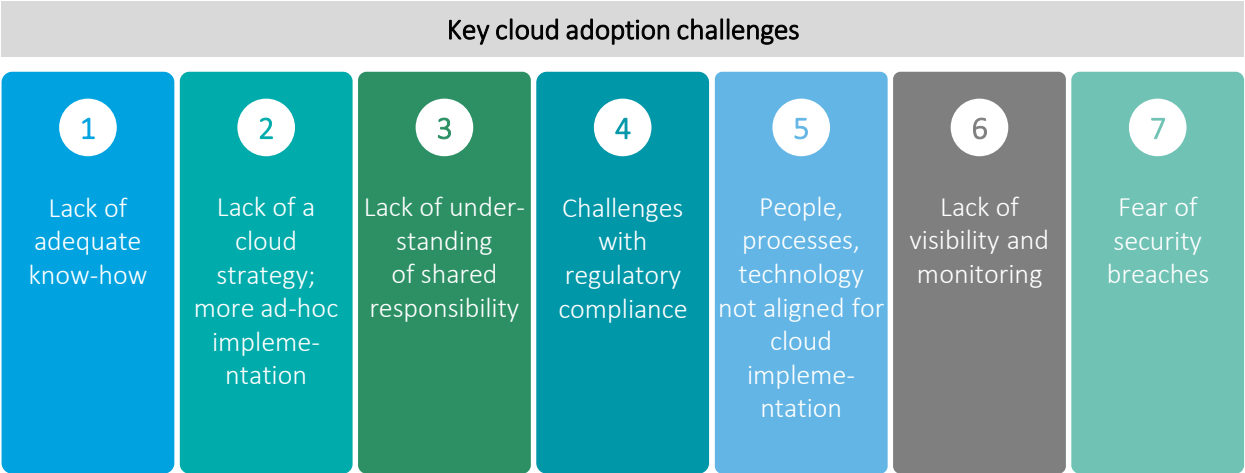 Key cloud adoption challenges
1
Lack of
adequate
know-how
2
Lack of a
cloud
strategy;
more ad-hoc
impleme-
ntation
3
Lack of under-
standing
of shared
responsibility
4
Challenges
with
regulatory
compliance
5
People,
processes,
technology
not aligned for
cloud
impleme-
ntation
6
Lack of
visibility and
monitoring
7
Fear of
security
breaches